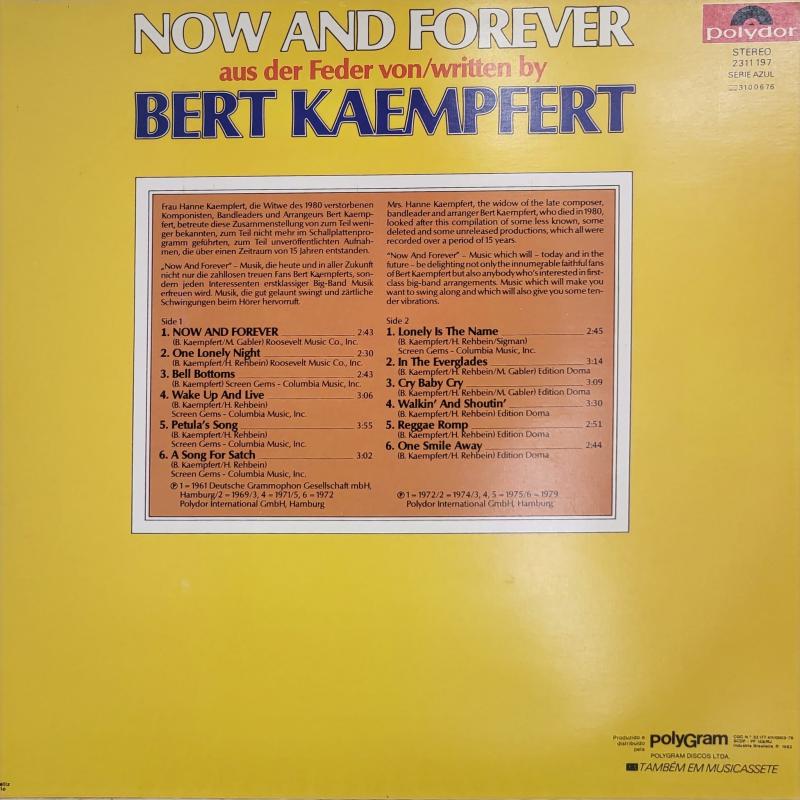 NOW AND FOREVER
aus der Feder von/written by
BERT KAEMPFERT
polydor
STEREO
2311 197
SERIE AZUL
Frau Hanne Kaempfert, die Witwe des 1980 verstorbenen
Komponisten, Bandleaders und Arrangeurs Bert Kaemp-
fert, betreute diese Zusammenstellung von zum Teil weni-
ger bekannten, zum Teil nicht mehr im Schallplattenpro-
gramm geführten, zum Teil unveröffentlichten Aufnah-
men, die über einen Zeitraum von 15 Jahren entstanden.
„Now And Forever" – Musik, die heute und in aller Zukunft
nicht nur die zahllosen treuen Fans Bert Kaempferts, son-
dern jeden Interessenten erstklassiger Big-Band Musik
erfreuen wird. Musik, die gut gelaunt swingt und zärtliche
Schwingungen beim Hörer hervorruft.
Side 1
1. NOW AND FOREVER 2:43
(B. Kaempfert/M. Gabler) Roosevelt Music Co., Inc.
2. One Lonely Night 2:30
(B. Kaempfert/H. Rehbein) Roosevelt Music Co., Inc.
3. Bell Bottoms 2:43
(B. Kaempfert) Screen Gems - Columbia Music, Inc.
4. Wake Up And Live 3:06
(B. Kaempfert/H. Rehbein)
Screen Gems - Columbia Music, Inc.
5. Petula's Song 3:55
(B. Kaempfert/H. Rehbein)
Screen Gems - Columbia Music, Inc.
6. A Song For Satch 3:02
(B. Kaempfert/H. Rehbein)
Screen Gems - Columbia Music, Inc.
℗ 1 = 1961 Deutsche Grammophon Gesellschaft mbH,
Hamburg/2 = 1969/3, 4 = 1971/5, 6 = 1972
Polydor International GmbH, Hamburg
Mrs. Hanne Kaempfert, the widow of the late composer,
bandleader and arranger Bert Kaempfert, who died in 1980,
looked after this compilation of some less known, some
deleted and some unreleased productions, which all were
recorded over a period of 15 years.
"Now And Forever" – Music which will – today and in the
future – be delighting not only the innumerable faithful fans
of Bert Kaempfert but also anybody who's interested in first-
class big-band arrangements. Music which will make you
want to swing along and which will also give you some ten-
der vibrations.
Side 2
1. Lonely Is The Name 2:45
(B. Kaempfert/H. Rehbein/Sigman)
Screen Gems - Columbia Music, Inc.
2. In The Everglades 3:14
(B. Kaempfert/H. Rehbein/M. Gabler) Edition Doma
3. Cry Baby Cry 3:09
(B. Kaempfert/H. Rehbein/M. Gabler) Edition Doma
4. Walkin' And Shoutin' 3:30
(B. Kaempfert/H. Rehbein) Edition Doma
5. Reggae Romp 2:51
(B. Kaempfert/H. Rehbein) Edition Doma
6. One Smile Away 2:44
(B. Kaempfert/H. Rehbein) Edition Doma
℗ 1 = 1972/2 = 1974/3, 4, 5 = 1975/6 = 1979
Polydor International GmbH, Hamburg
Produzido e
distribuído
pela
polyGram
POLYGRAM DISCOS LTDA.
TAMBÉM EM MUSICASSETE